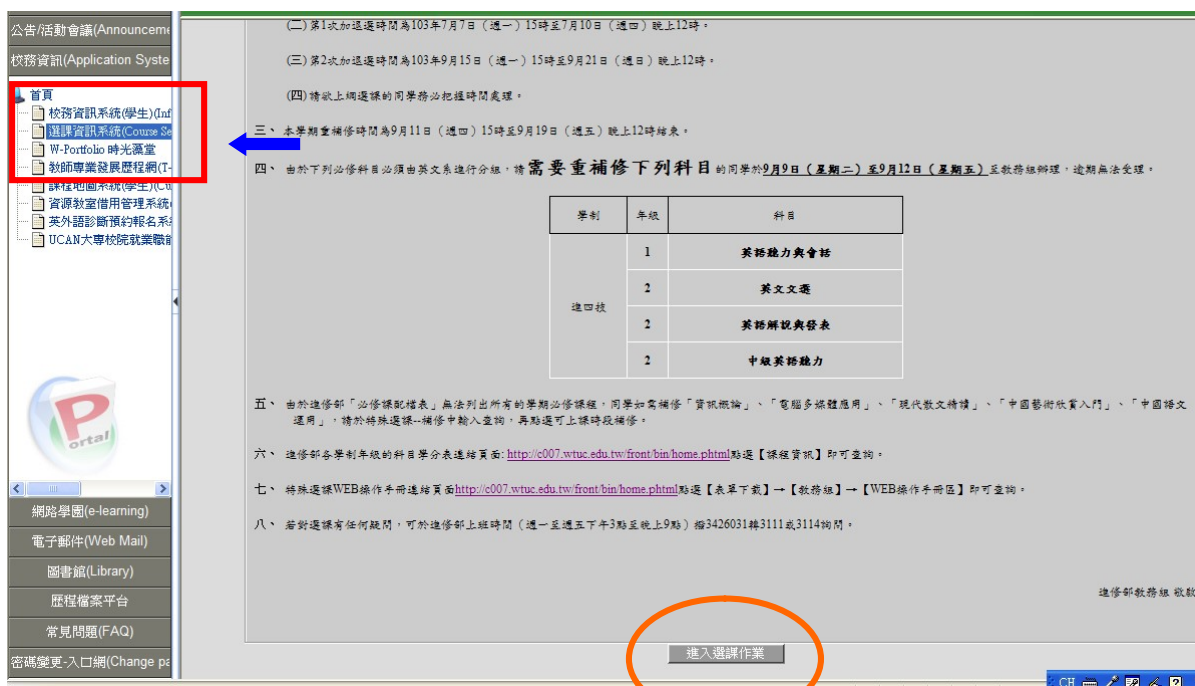 公告/活動會議(Announceme
校務資訊(Application Syste
首頁
校務資訊系統(學生)(Inf
選課資訊系統(Course Se
W-Portfolio 時光藻堂
教師專業發展歷程網(T-
課程地圖系統(學生)(Cu
資源教室借用管理系統(
英外語診斷預約報名系統
UCAN大專校院就業職能
Portal
網路學園(e-learning)
電子郵件(Web Mail)
圖書館(Library)
歷程檔案平台
常見問題(FAQ)
密碼變更-入口網(Change pa
(二)第1次加退選時間為103年7月7日(週一)15時至7月10日(週四)晚上12時。
(三)第2次加退選時間為103年9月15日(週一)15時至9月21日(週日)晚上12時。
(四)請欲上網選課的同學務必把握時間處理。
三、本學期重補修時間為9月11日(週四)15時至9月19日(週五)晚上12時結束。
四、由於下列必修科目必須由英文系進行分組,請需要重補修下列科目的同學於9月9日(星期二)至9月12日(星期五)至教務組辦理,逾期無法受理。
學制 年級 科目
進四技
1 英語聽力與會話
2 英文文選
2 英語解說與發表
2 中級英語聽力
五、由於進修部「必修課配檔表」無法列出所有的學期必修課程,同學如需補修「資訊概論」、「電腦多媒體應用」、「現代散文精讀」、「中國藝術欣賞入門」、「中國語文
運用」,請於特殊選課--補修中輸入查詢,再點選可上課時段補修。
六、進修部各學制年級的科目學分表連結頁面: http://c007.wtuc.edu.tw/front/bin/home.phtml點選【課程資訊】即可查詢。
七、特殊選課WEB操作手冊連結頁面http://c007.wtuc.edu.tw/front/bin/home.phtml點選【表單下載】→【教務組】→【WEB操作手冊區】即可查詢。
八、若對選課有任何疑問,可於進修部上班時間(週一至週五下午3點至晚上9點)撥3426031轉3111或3114詢問。
進修部教務組 敬啟
進入選課作業
CH